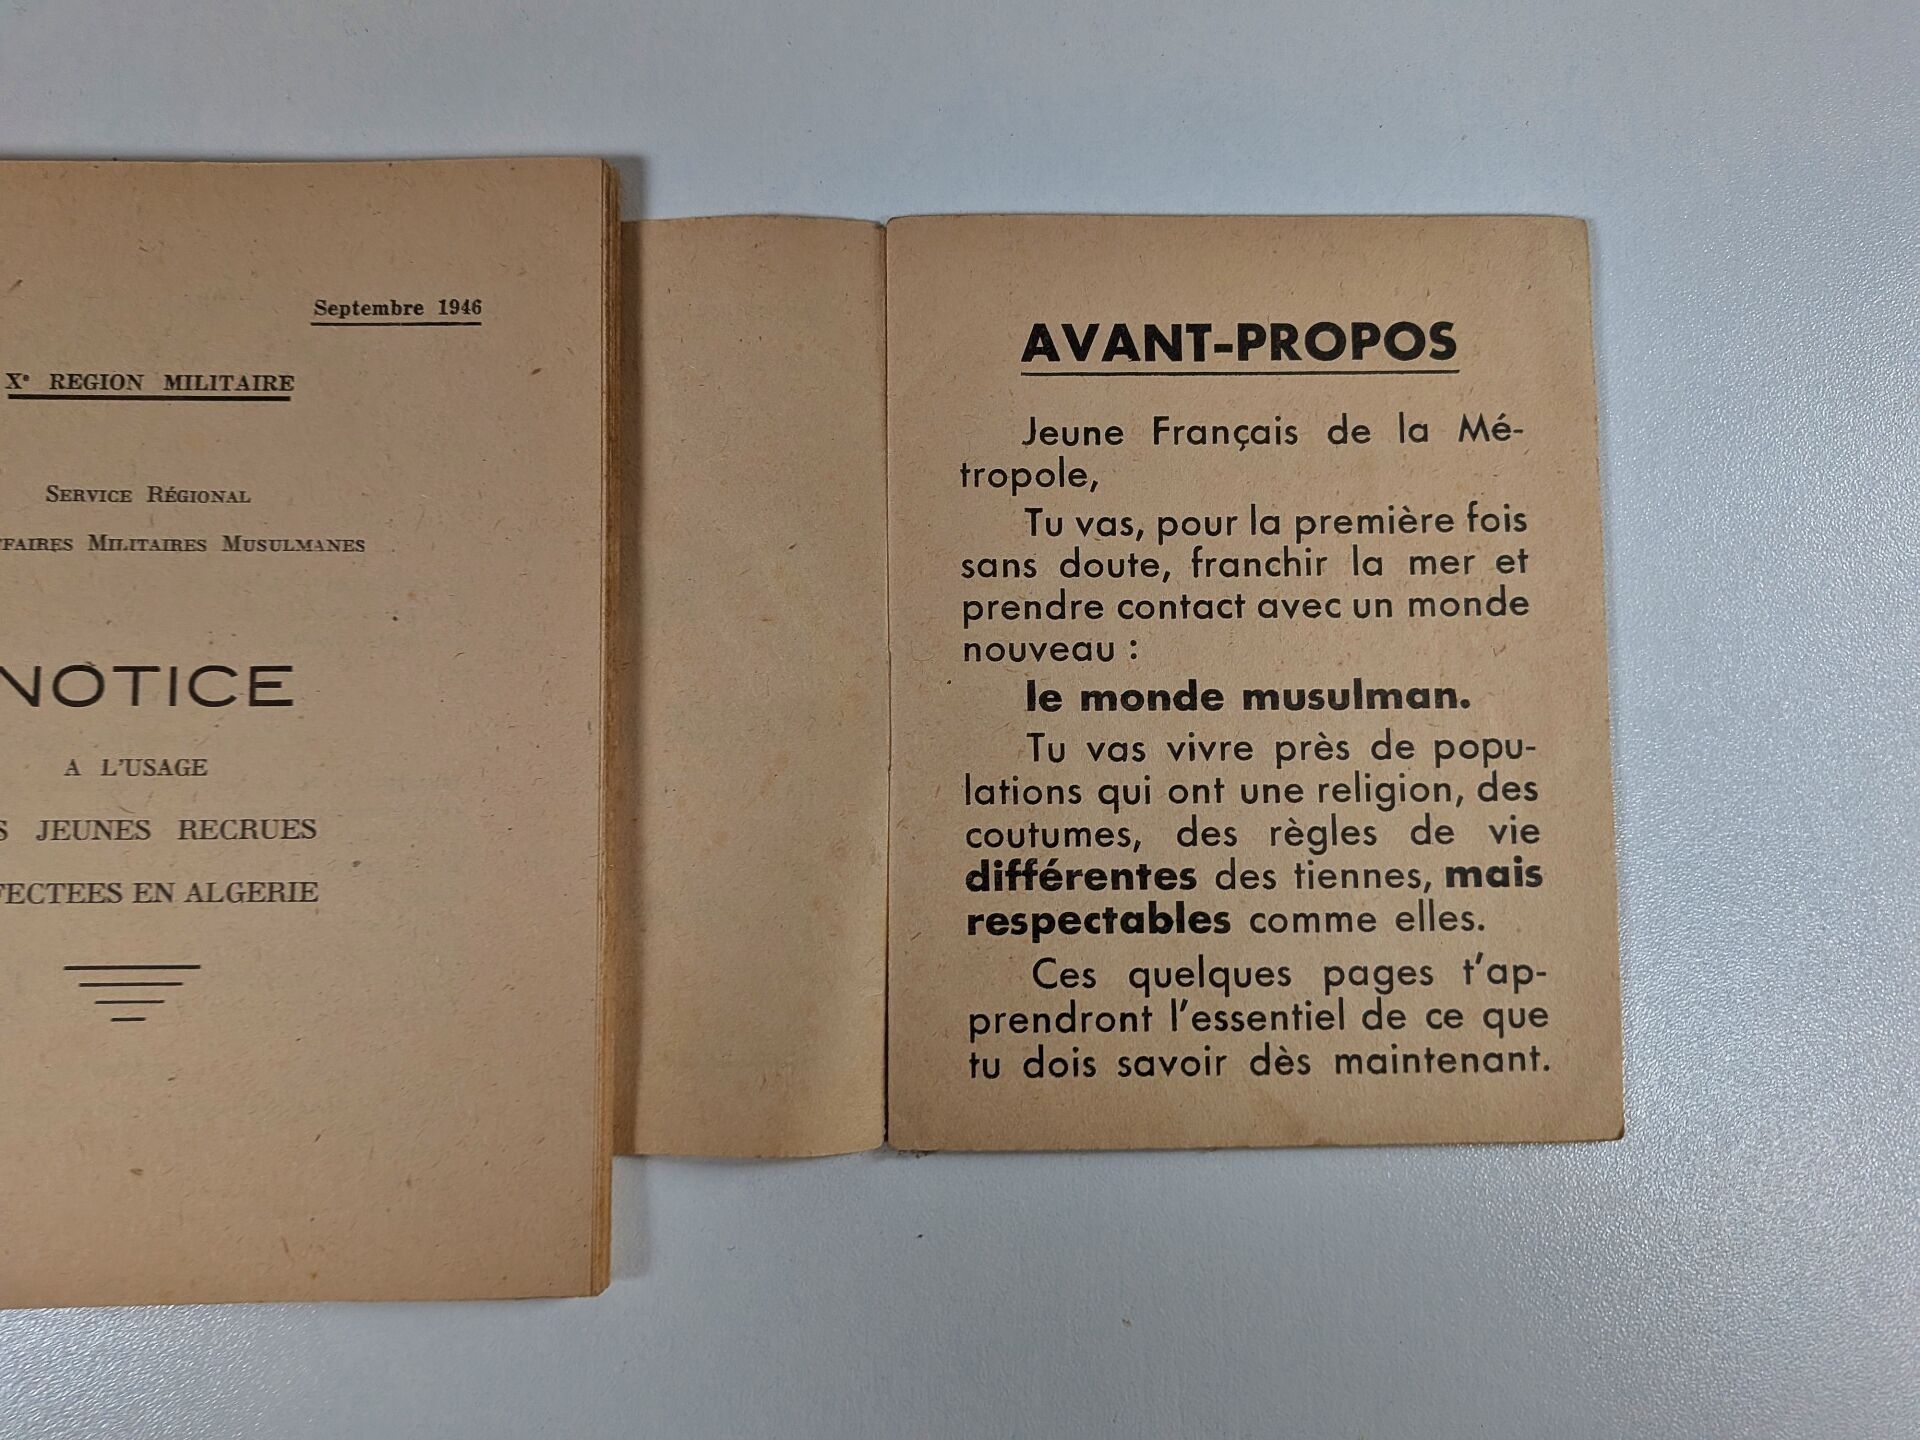 Septembre 1946
Xe REGION MILITAIRE
SERVICE RÉGIONAL
MILITAIRES MUSULMANES
NOTICE
A L'USAGE
JEUNES RECRUES
EN ALGERIE
AVANT-PROPOS
Jeune Français de la Mé-
tropole,
Tu vas, pour la première fois
sans doute, franchir la mer et
prendre contact avec un monde
nouveau :
le monde musulman.
Tu vas vivre près de popu-
lations qui ont une religion, des
coutumes, des règles de vie
différentes des tiennes, mais
respectables comme elles.
Ces quelques pages t'ap-
prendront l'essentiel de ce que
tu dois savoir dès maintenant.